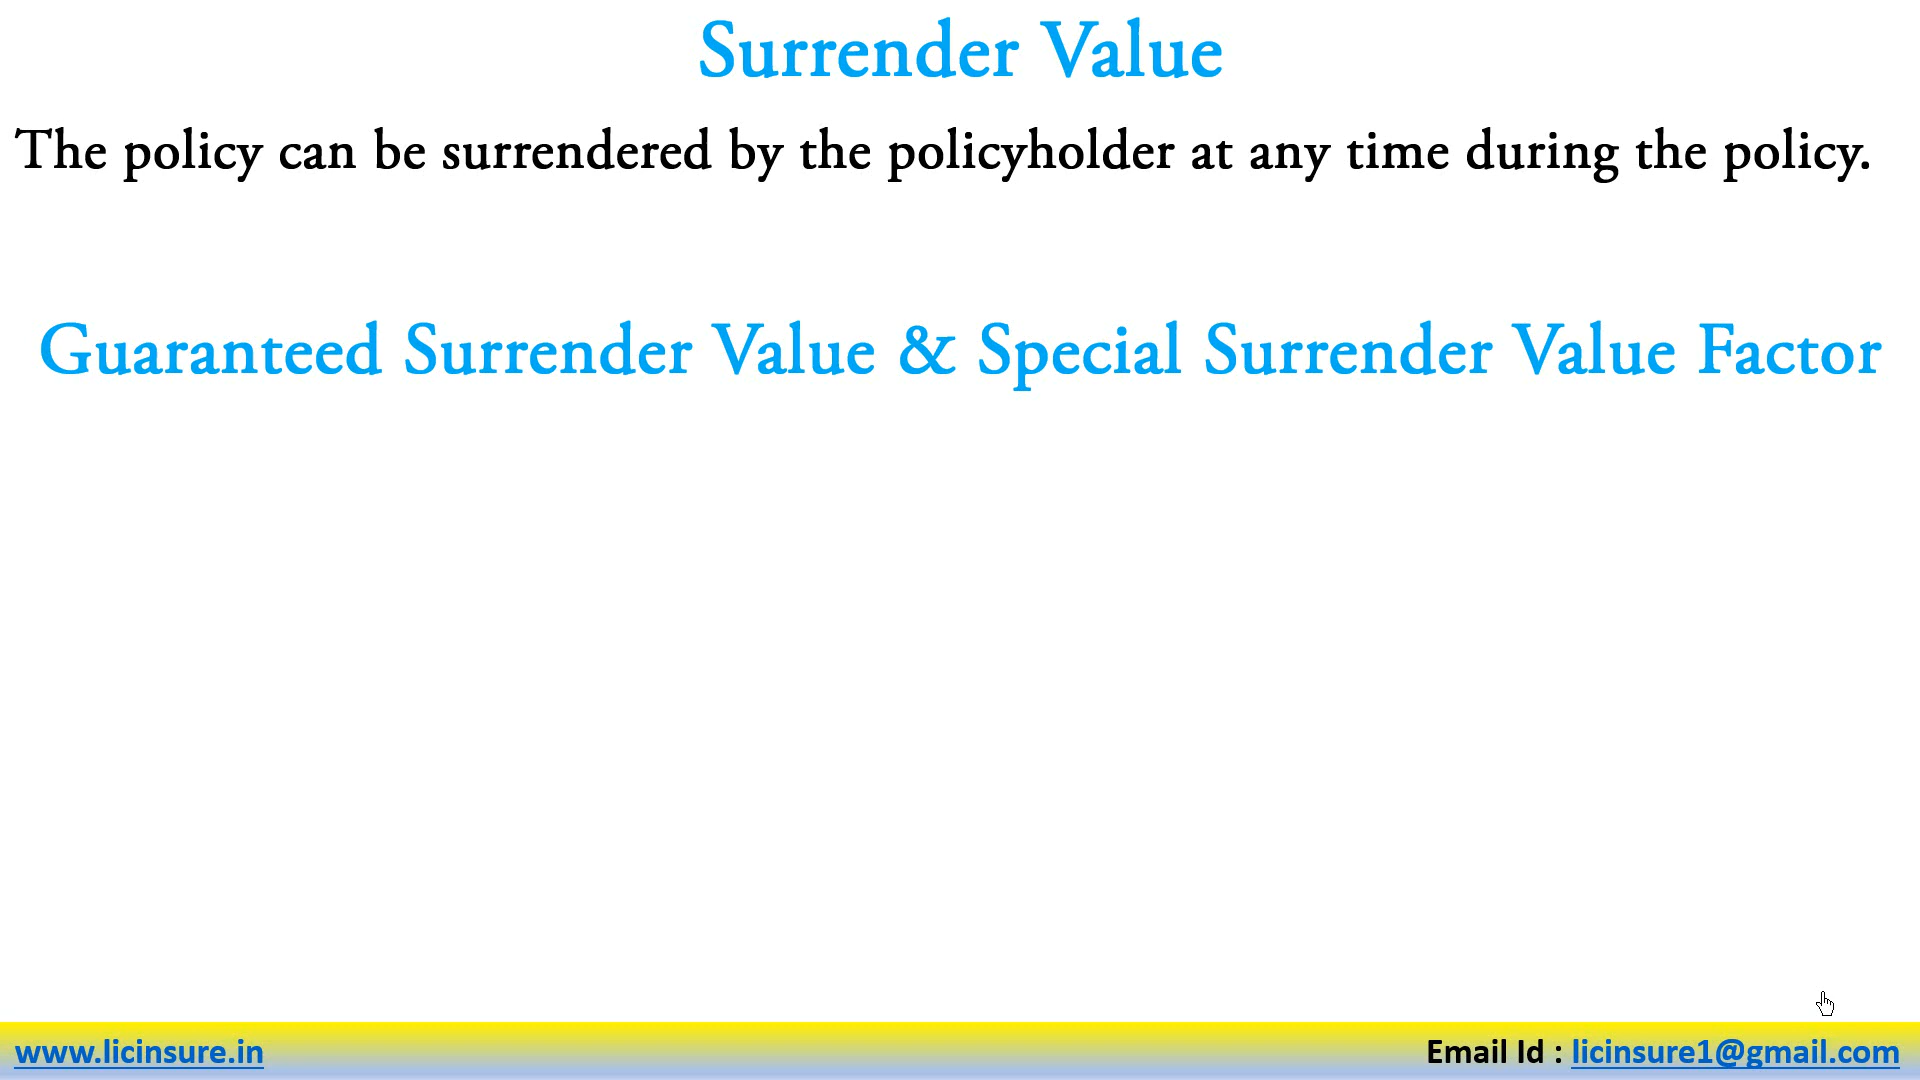 Surrender Value
The policy can be surrendered by the policyholder at any time during the policy.
Guaranteed Surrender Value & Special Surrender Value Factor
www.licinsure.in
Email Id : licinsure1@gmail.com